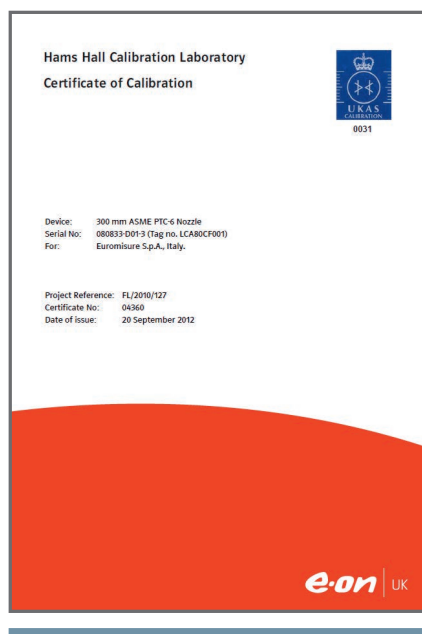 Hams Hall Calibration Laboratory
Certificate of Calibration
UKAS
CALIBRATION
0031
Device: 300 mm ASME PTC-6 Nozzle
Serial No: 080833-D01-3 (Tag no. LCA80CF001)
For: Euromisure S.p.A., Italy.
Project Reference: FL/2010/127
Certificate No: 04360
Date of issue: 20 September 2012
e·on UK